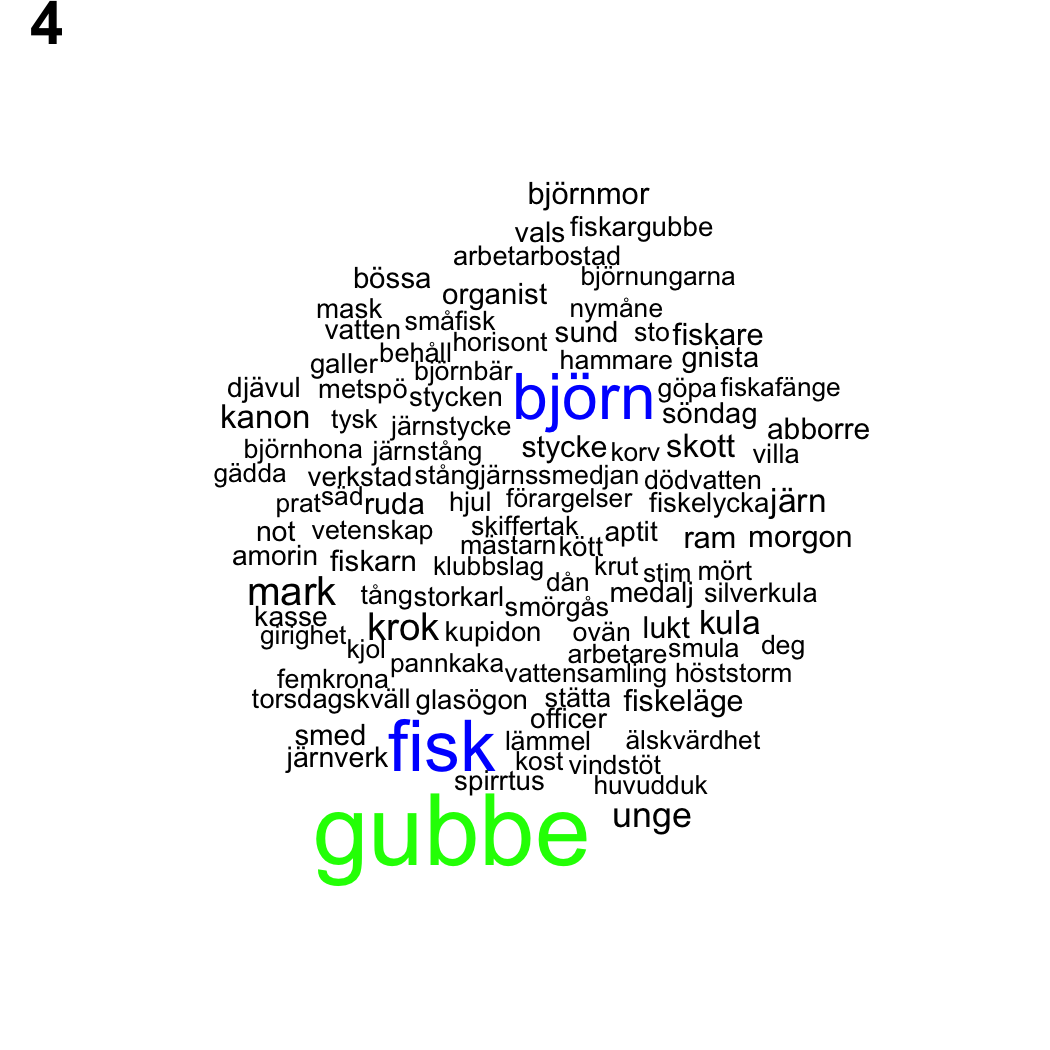 4
björnmor
vals fiskargubbe
arbetarbostad
bössa björnungarna
organist
mask nymåne
vatten småfisk sund sto fiskare
behåll horisont
galler björnbär hammare gnista
djävul metspö stycken björn göpa fiskafänge
kanon tysk järnstycke söndag abborre
björnhona järnstång stycke korv skott villa
gädda verkstad stångjärnssmedjan dödvatten
prat säd ruda hjul förargelser fiskelycka järn
not vetenskap skiffertak aptit ram morgon
amorin fiskarn mästarn kött
klubbslag dån krut stim mört
mark tång storkarl smörgås medalj silverkula
kasse krok kupidon ovän lukt kula
girighet kjol arbetare smula deg
pannkaka vattensamling höststorm
femkrona
torsdagskväll glasögon stätta fiskeläge
officer
smed fisk lämmel älskvärdhet
järnverk kost vindstöt
spirrtus huvudduk
gubbe unge